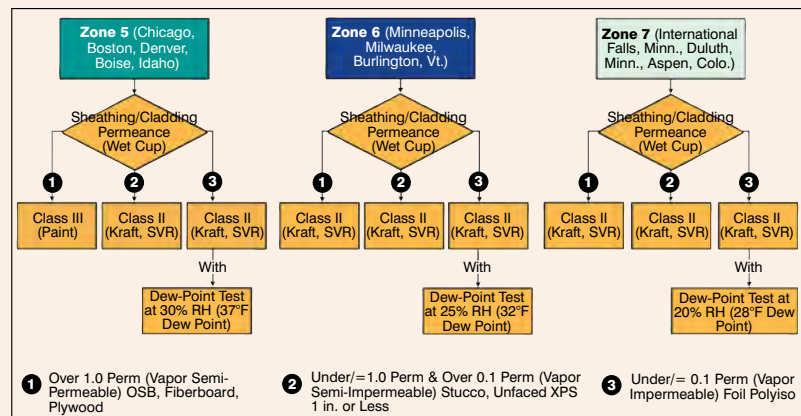 Zone 5 (Chicago,
Boston, Denver,
Boise, Idaho)
Zone 6 (Minneapolis,
Milwaukee,
Burlington, Vt.)
Zone 7 (International
Falls, Minn., Duluth,
Minn., Aspen, Colo.)
Sheathing/Cladding
Permeance
(Wet Cup)
Sheathing/Cladding
Permeance
(Wet Cup)
Sheathing/Cladding
Permeance
(Wet Cup)
1
2
3
1
2
3
1
2
3
Class III
(Paint)
Class II
(Kraft, SVR)
Class II
(Kraft, SVR)
Class II
(Kraft, SVR)
Class II
(Kraft, SVR)
Class II
(Kraft, SVR)
Class II
(Kraft, SVR)
Class II
(Kraft, SVR)
Class II
(Kraft, SVR)
With
With
With
Dew-Point Test
at 30% RH (37°F
Dew Point)
Dew-Point Test
at 25% RH (32°F
Dew Point)
Dew-Point Test at
20% RH (28°F Dew
Point)
1 Over 1.0 Perm (Vapor Semi-
Permeable) OSB, Fiberboard,
Plywood
2 Under/=1.0 Perm & Over 0.1 Perm (Vapor
Semi-Impermeable) Stucco, Unfaced XPS
1 in. or Less
3 Under/= 0.1 Perm (Vapor
Impermeable) Foil Polyiso